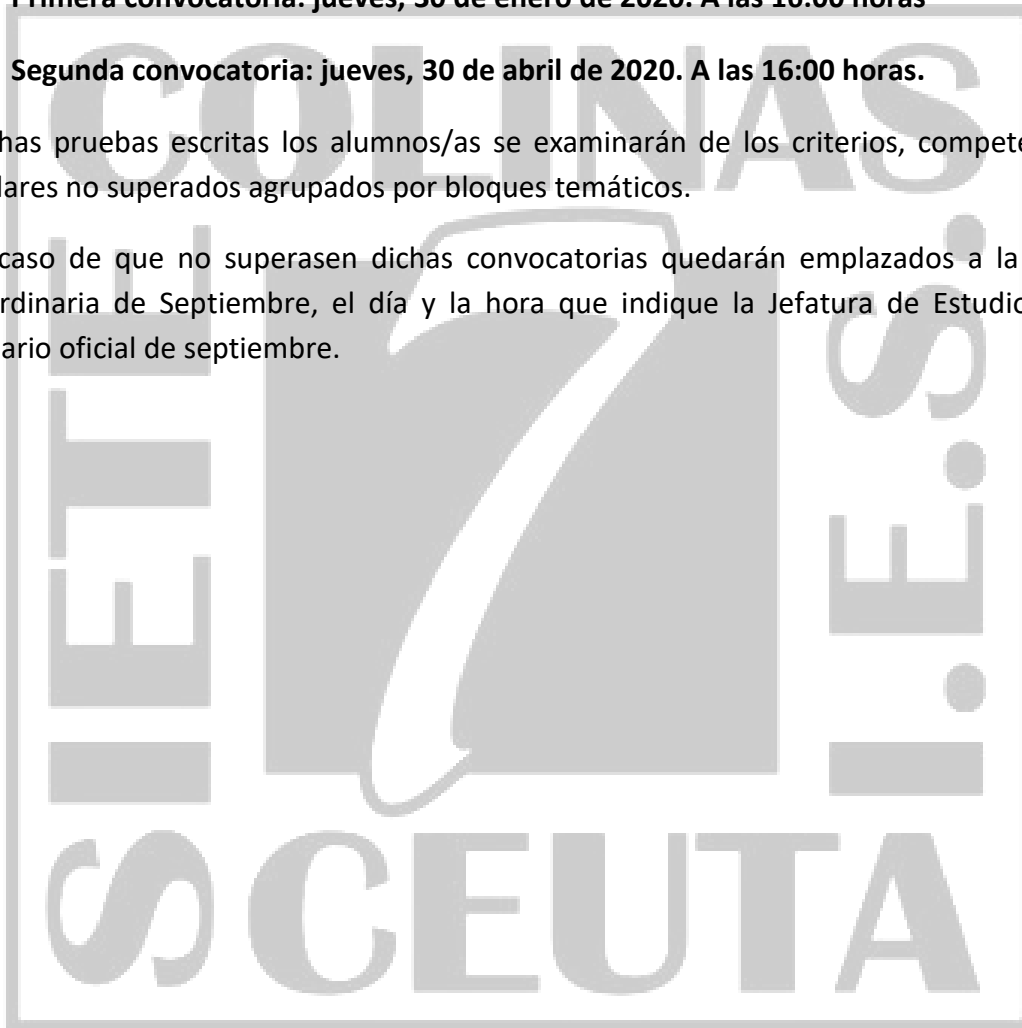 Primera convocatoria: jueves, 30 de enero de 2020. A las 16:00 horas
Segunda convocatoria: jueves, 30 de abril de 2020. A las 16:00 horas.
has pruebas escritas los alumnos/as se examinarán de los criterios, compete
lares no superados agrupados por bloques temáticos.
caso de que no superasen dichas convocatorias quedarán emplazados a la
rdinaria de Septiembre, el día y la hora que indique la Jefatura de Estudio
ario oficial de septiembre.
COLINAS
SIETE
7
I.E.S.
CEUTA